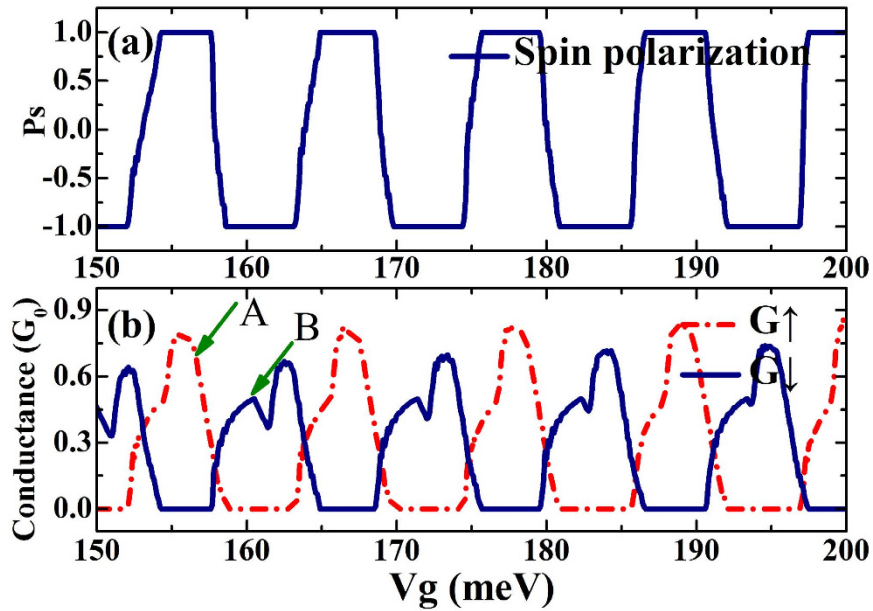 (a)
Spin polarization
Ps
1.0
0.5
0.0
-0.5
-1.0
150 160 170 180 190 200
(b)
A
B
G↑
G↓
Conductance (G₀)
0.9
0.6
0.3
0.0
150 160 170 180 190 200
Vg (meV)